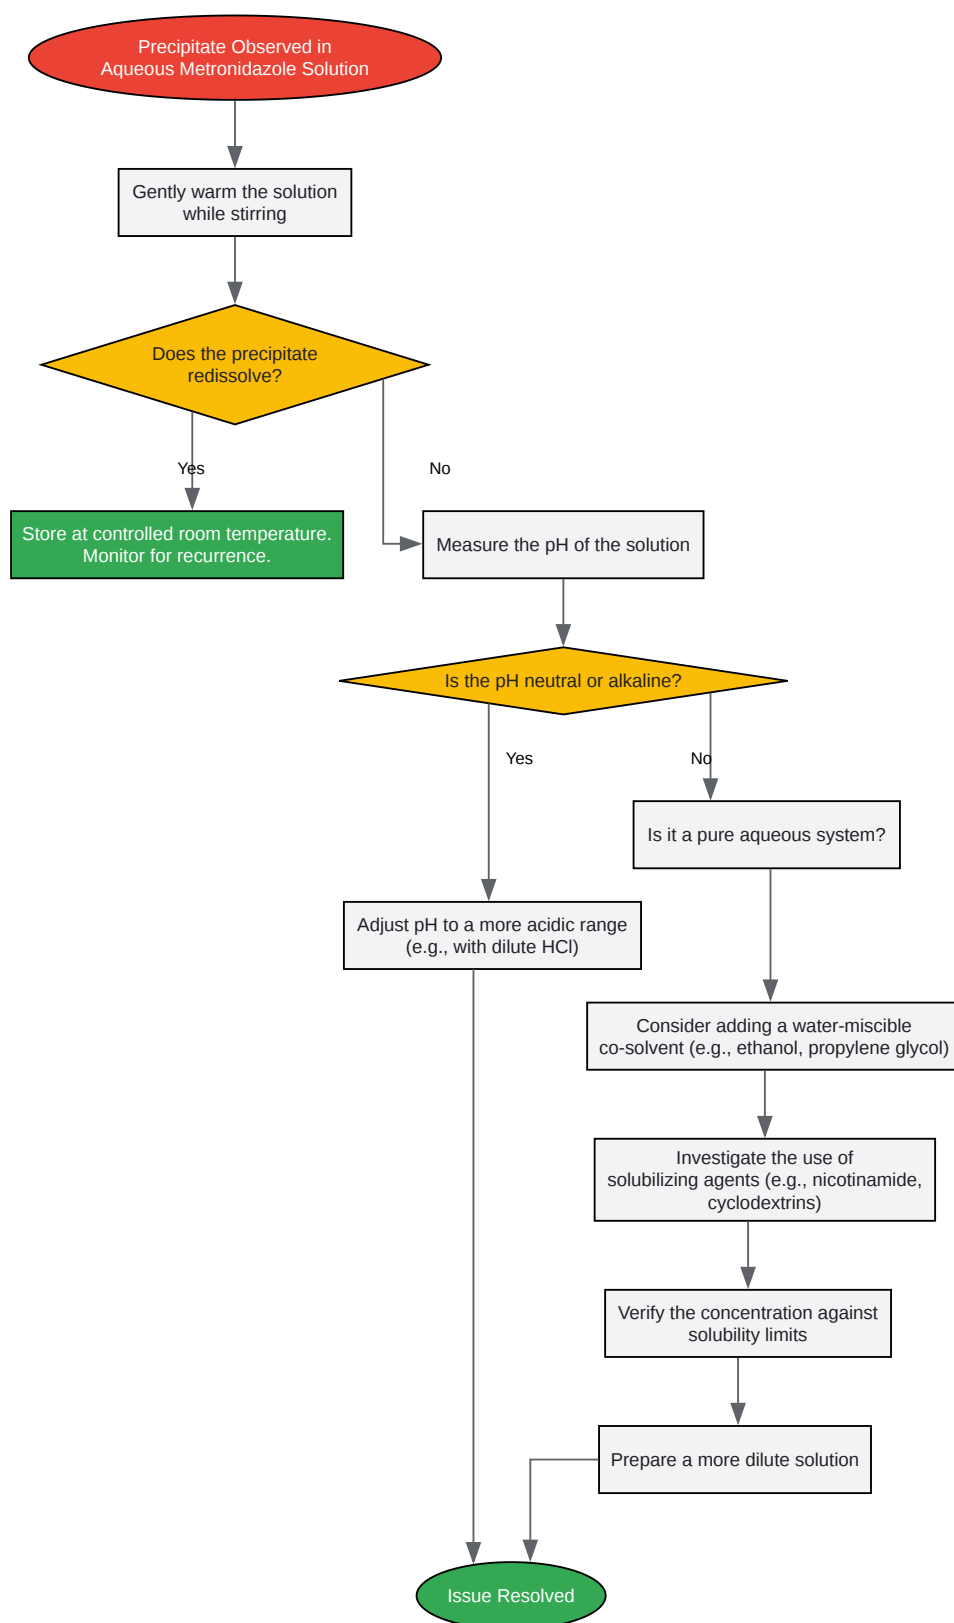 Precipitate Observed in
Aqueous Metronidazole Solution
Gently warm the solution
while stirring
Does the precipitate
redissolve?
Yes
No
Store at controlled room temperature.
Monitor for recurrence.
Measure the pH of the solution
Is the pH neutral or alkaline?
Yes
No
Is it a pure aqueous system?
Adjust pH to a more acidic range
(e.g., with dilute HCl)
Consider adding a water-miscible
co-solvent (e.g., ethanol, propylene glycol)
Investigate the use of
solubilizing agents (e.g., nicotinamide,
cyclodextrins)
Verify the concentration against
solubility limits
Prepare a more dilute solution
Issue Resolved